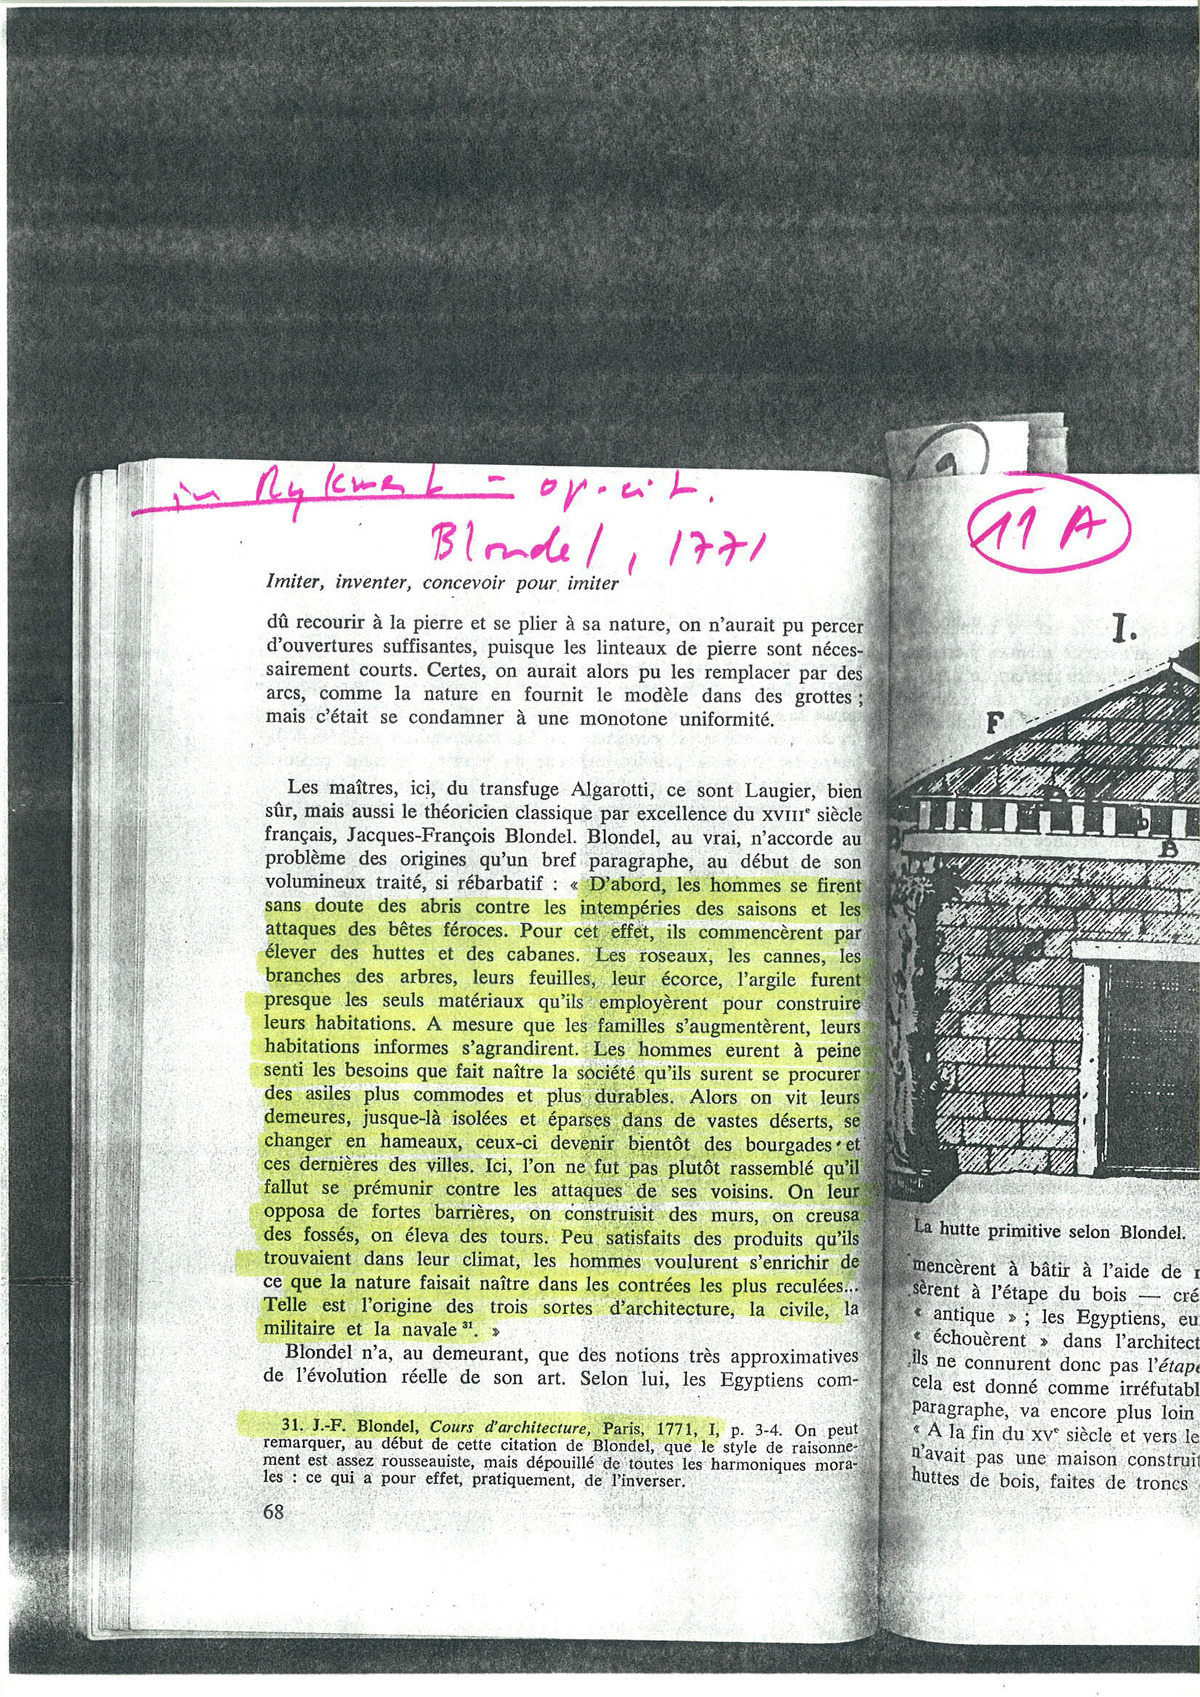 in Rykwert - op. cit.
Blondel, 1771
Imiter, inventer, concevoir pour imiter
dû recourir à la pierre et se plier à sa nature, on n'aurait pu percer
d'ouvertures suffisantes, puisque les linteaux de pierre sont néces-
sairement courts. Certes, on aurait alors pu les remplacer par des
arcs, comme la nature en fournit le modèle dans des grottes ;
mais c'était se condamner à une monotone uniformité.
Les maîtres, ici, du transfuge Algarotti, ce sont Laugier, bien
sûr, mais aussi le théoricien classique par excellence du XVIIIe siècle
français, Jacques-François Blondel. Blondel, au vrai, n'accorde au
problème des origines qu'un bref paragraphe, au début de son
volumineux traité, si rébarbatif : « D'abord, les hommes se firent
sans doute des abris contre les intempéries des saisons et les
attaques des bêtes féroces. Pour cet effet, ils commencèrent par
élever des huttes et des cabanes. Les roseaux, les cannes, les
branches des arbres, leurs feuilles, leur écorce, l'argile furent
presque les seuls matériaux qu'ils employèrent pour construire
leurs habitations. A mesure que les familles s'augmentèrent, leurs
habitations informes s'agrandirent. Les hommes eurent à peine
senti les besoins que fait naître la société qu'ils surent se procurer
des asiles plus commodes et plus durables. Alors on vit leurs
demeures, jusque-là isolées et éparses dans de vastes déserts, se
changer en hameaux, ceux-ci devenir bientôt des bourgades et
ces dernières des villes. Ici, l'on ne fut pas plutôt rassemblé qu'il
fallut se prémunir contre les attaques de ses voisins. On leur
opposa de fortes barrières, on construisit des murs, on creusa
des fossés, on éleva des tours. Peu satisfaits des produits qu'ils
trouvaient dans leur climat, les hommes voulurent s'enrichir de
ce que la nature faisait naître dans les contrées les plus reculées...
Telle est l'origine des trois sortes d'architecture, la civile, la
militaire et la navale 31. »
Blondel n'a, au demeurant, que des notions très approximatives
de l'évolution réelle de son art. Selon lui, les Egyptiens com-
31. J.-F. Blondel, Cours d'architecture, Paris, 1771, I, p. 3-4. On peut
remarquer, au début de cette citation de Blondel, que le style de raisonne-
ment est assez rousseauiste, mais dépouillé de toutes les harmoniques mora-
les : ce qui a pour effet, pratiquement, de l'inverser.
68
11 A
I.
F
B
La hutte primitive selon Blondel.
mencèrent à bâtir à l'aide de
sèrent à l'étape du bois — cré
« antique » ; les Egyptiens, eu
« échouèrent » dans l'architect
ils ne connurent donc pas l'étape
cela est donné comme irréfutabl
paragraphe, va encore plus loin
« A la fin du XVe siècle et vers le
n'avait pas une maison construit
huttes de bois, faites de troncs